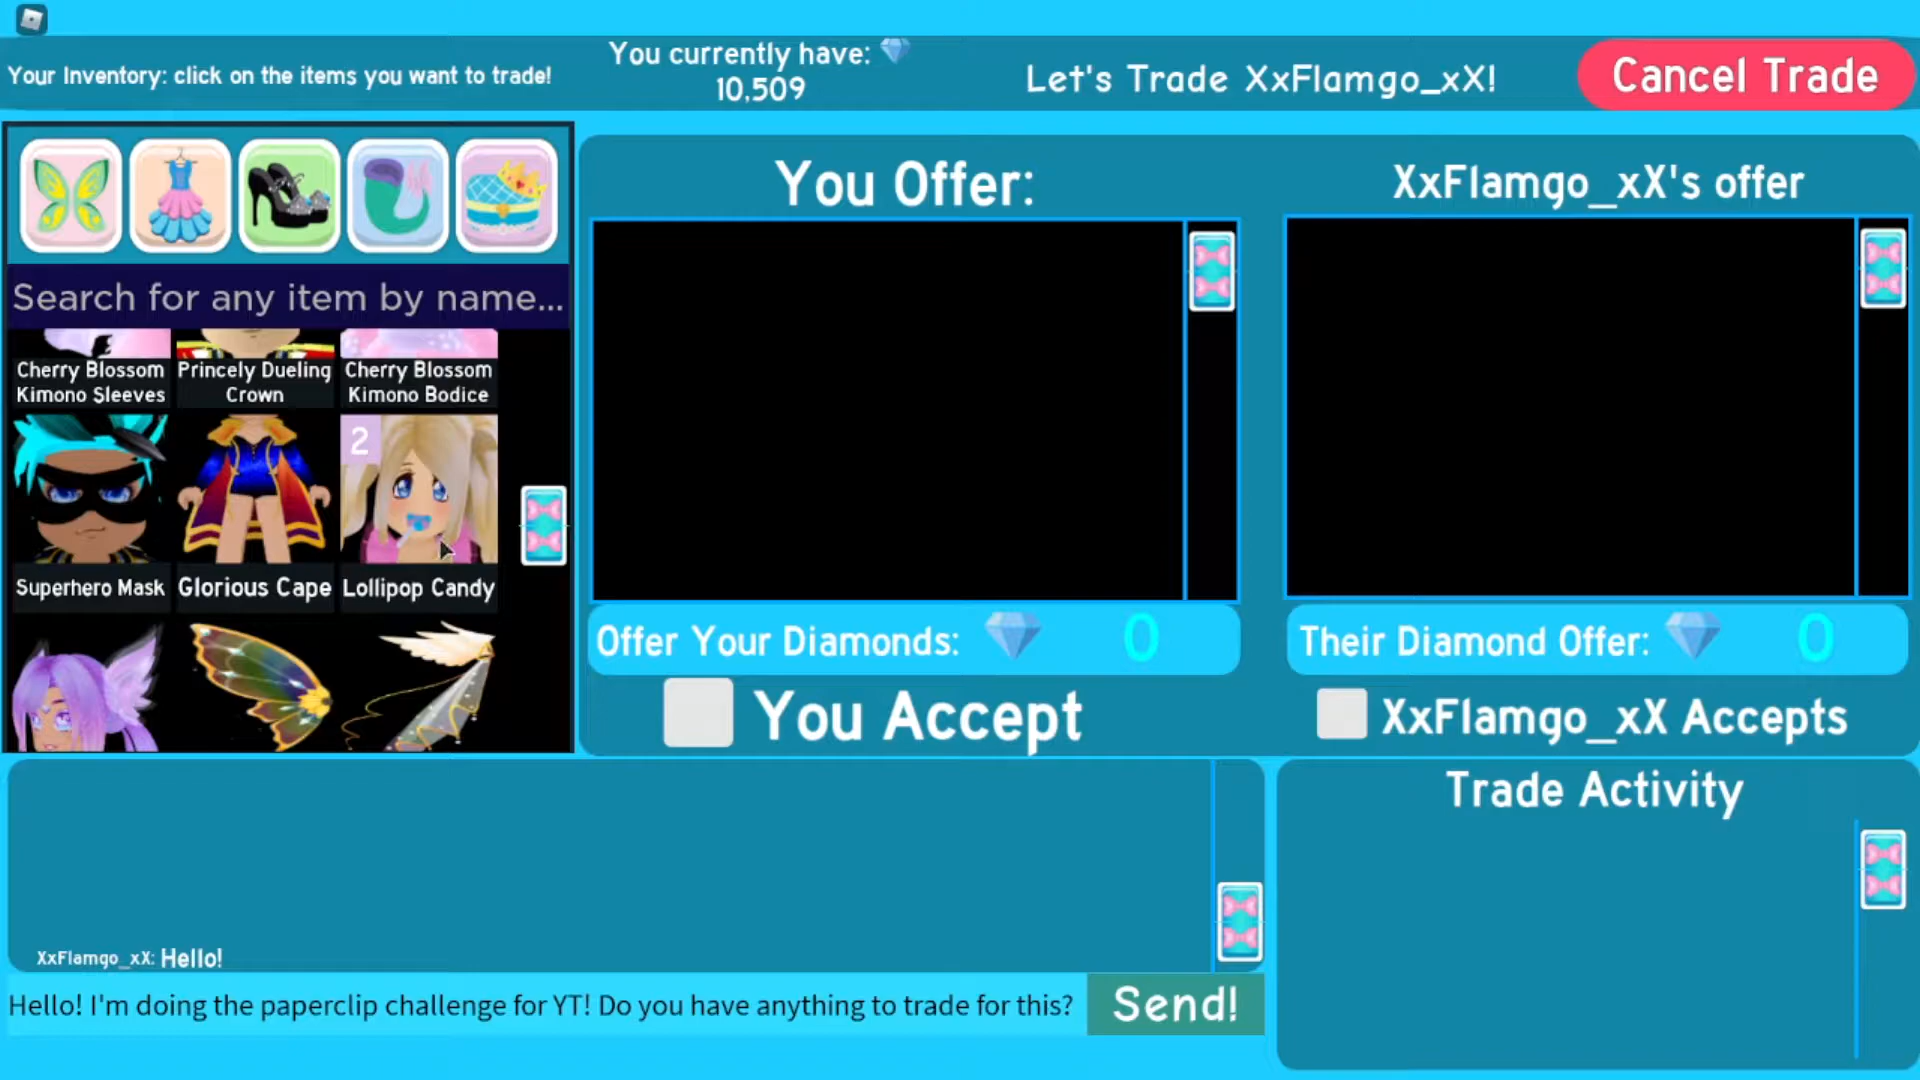 Your Inventory: click on the items you want to trade!
You currently have:
10,509
Let's Trade XxFlamgo_xX!
Cancel Trade
Search for any item by name...
Cherry Blossom
Kimono Sleeves
Princely Dueling
Crown
Cherry Blossom
Kimono Bodice
2
Superhero Mask
Glorious Cape
Lollipop Candy
You Offer:
XxFlamgo_xX's offer
Offer Your Diamonds: 0
Their Diamond Offer: 0
You Accept
XxFlamgo_xX Accepts
XxFlamgo_xX: Hello!
Hello! I'm doing the paperclip challenge for YT! Do you have anything to trade for this?
Send!
Trade Activity